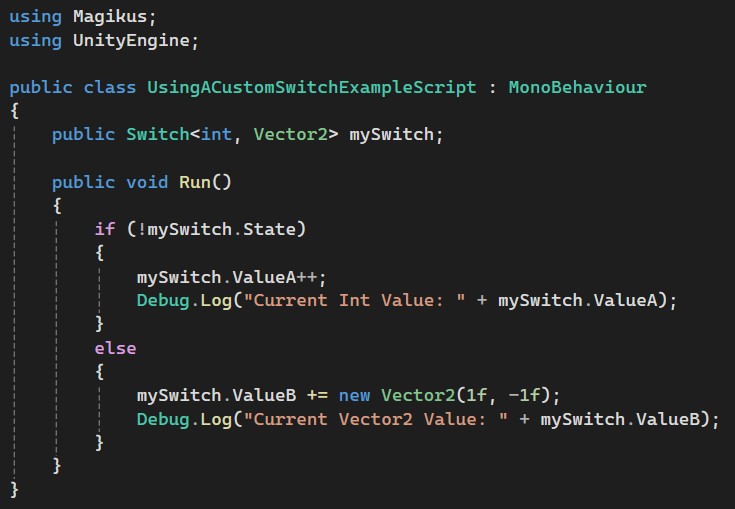 using Magikus;
using UnityEngine;

public class UsingACustomSwitchExampleScript : MonoBehaviour
{
    public Switch<int, Vector2> mySwitch;

    public void Run()
    {
        if (!mySwitch.State)
        {
            mySwitch.ValueA++;
            Debug.Log("Current Int Value: " + mySwitch.ValueA);
        }
        else
        {
            mySwitch.ValueB += new Vector2(1f, -1f);
            Debug.Log("Current Vector2 Value: " + mySwitch.ValueB);
        }
    }
}